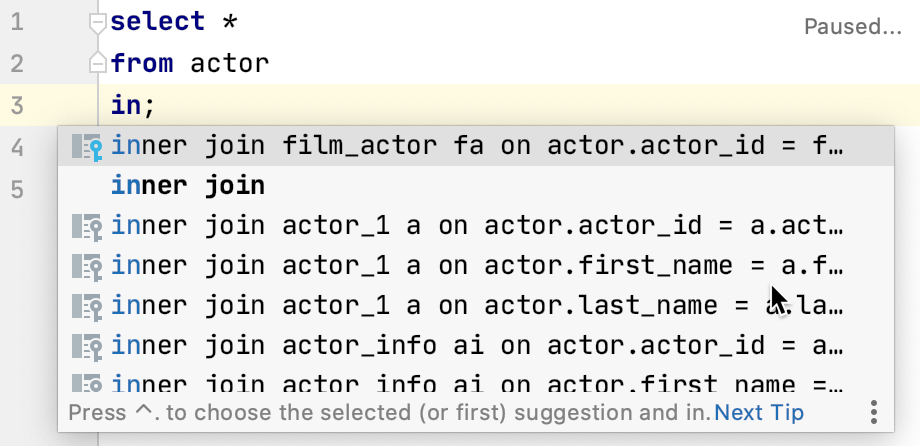 1 select * Paused...
2 from actor
3 in;
4 inner join film_actor fa on actor.actor_id = f…
inner join
5 inner join actor_1 a on actor.actor_id = a.act…
inner join actor_1 a on actor.first_name = a.f…
inner join actor_1 a on actor.last_name = a.la…
inner join actor_info ai on actor.actor_id = a…
inner join actor_info ai on actor.first_name =…
Press ^. to choose the selected (or first) suggestion and in. Next Tip